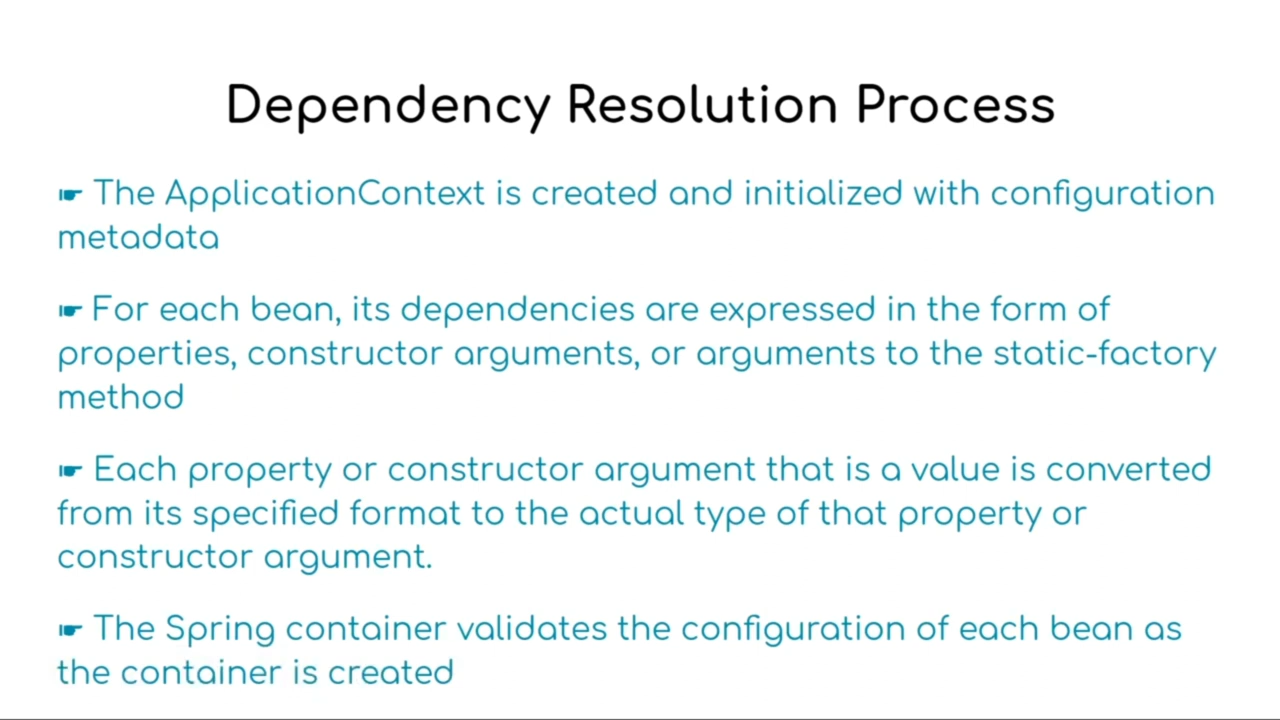 Dependency Resolution Process
☛ The ApplicationContext is created and initialized with configuration
metadata
☛ For each bean, its dependencies are expressed in the form of
properties, constructor arguments, or arguments to the static-factory
method
☛ Each property or constructor argument that is a value is converted
from its specified format to the actual type of that property or
constructor argument.
☛ The Spring container validates the configuration of each bean as
the container is created